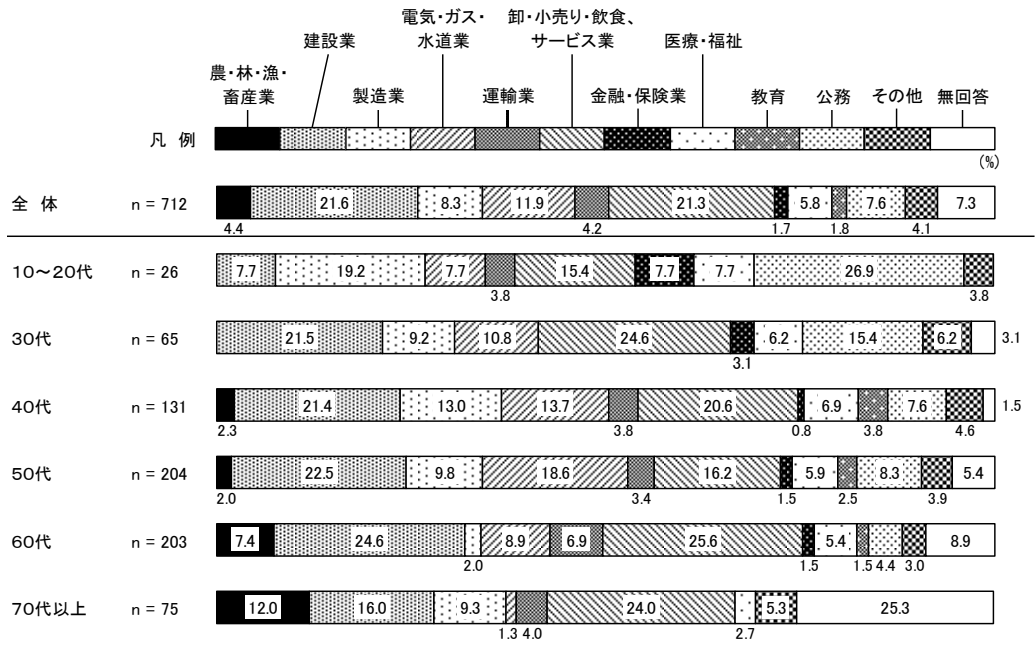 電気・ガス・ 卸・小売り・飲食、
建設業 水道業 サービス業 医療・福祉
農・林・漁・
畜産業 製造業 運輸業 金融・保険業 教育 公務 その他 無回答
凡 例
(%)
全 体 n = 712 21.6 8.3 11.9 21.3 5.8 7.6 7.3
4.4 4.2 1.7 1.8 4.1
10～20代 n = 26 7.7 19.2 7.7 15.4 7.7 7.7 26.9
3.8 3.8
30代 n = 65 21.5 9.2 10.8 24.6 6.2 15.4 6.2 3.1
3.1
40代 n = 131 21.4 13.0 13.7 20.6 6.9 7.6 1.5
2.3 3.8 0.8 3.8 4.6
50代 n = 204 22.5 9.8 18.6 16.2 5.9 8.3 5.4
2.0 3.4 1.5 2.5 3.9
60代 n = 203 7.4 24.6 8.9 6.9 25.6 5.4 8.9
2.0 1.5 1.5 4.4 3.0
70代以上 n = 75 12.0 16.0 9.3 24.0 5.3 25.3
1.3 4.0 2.7